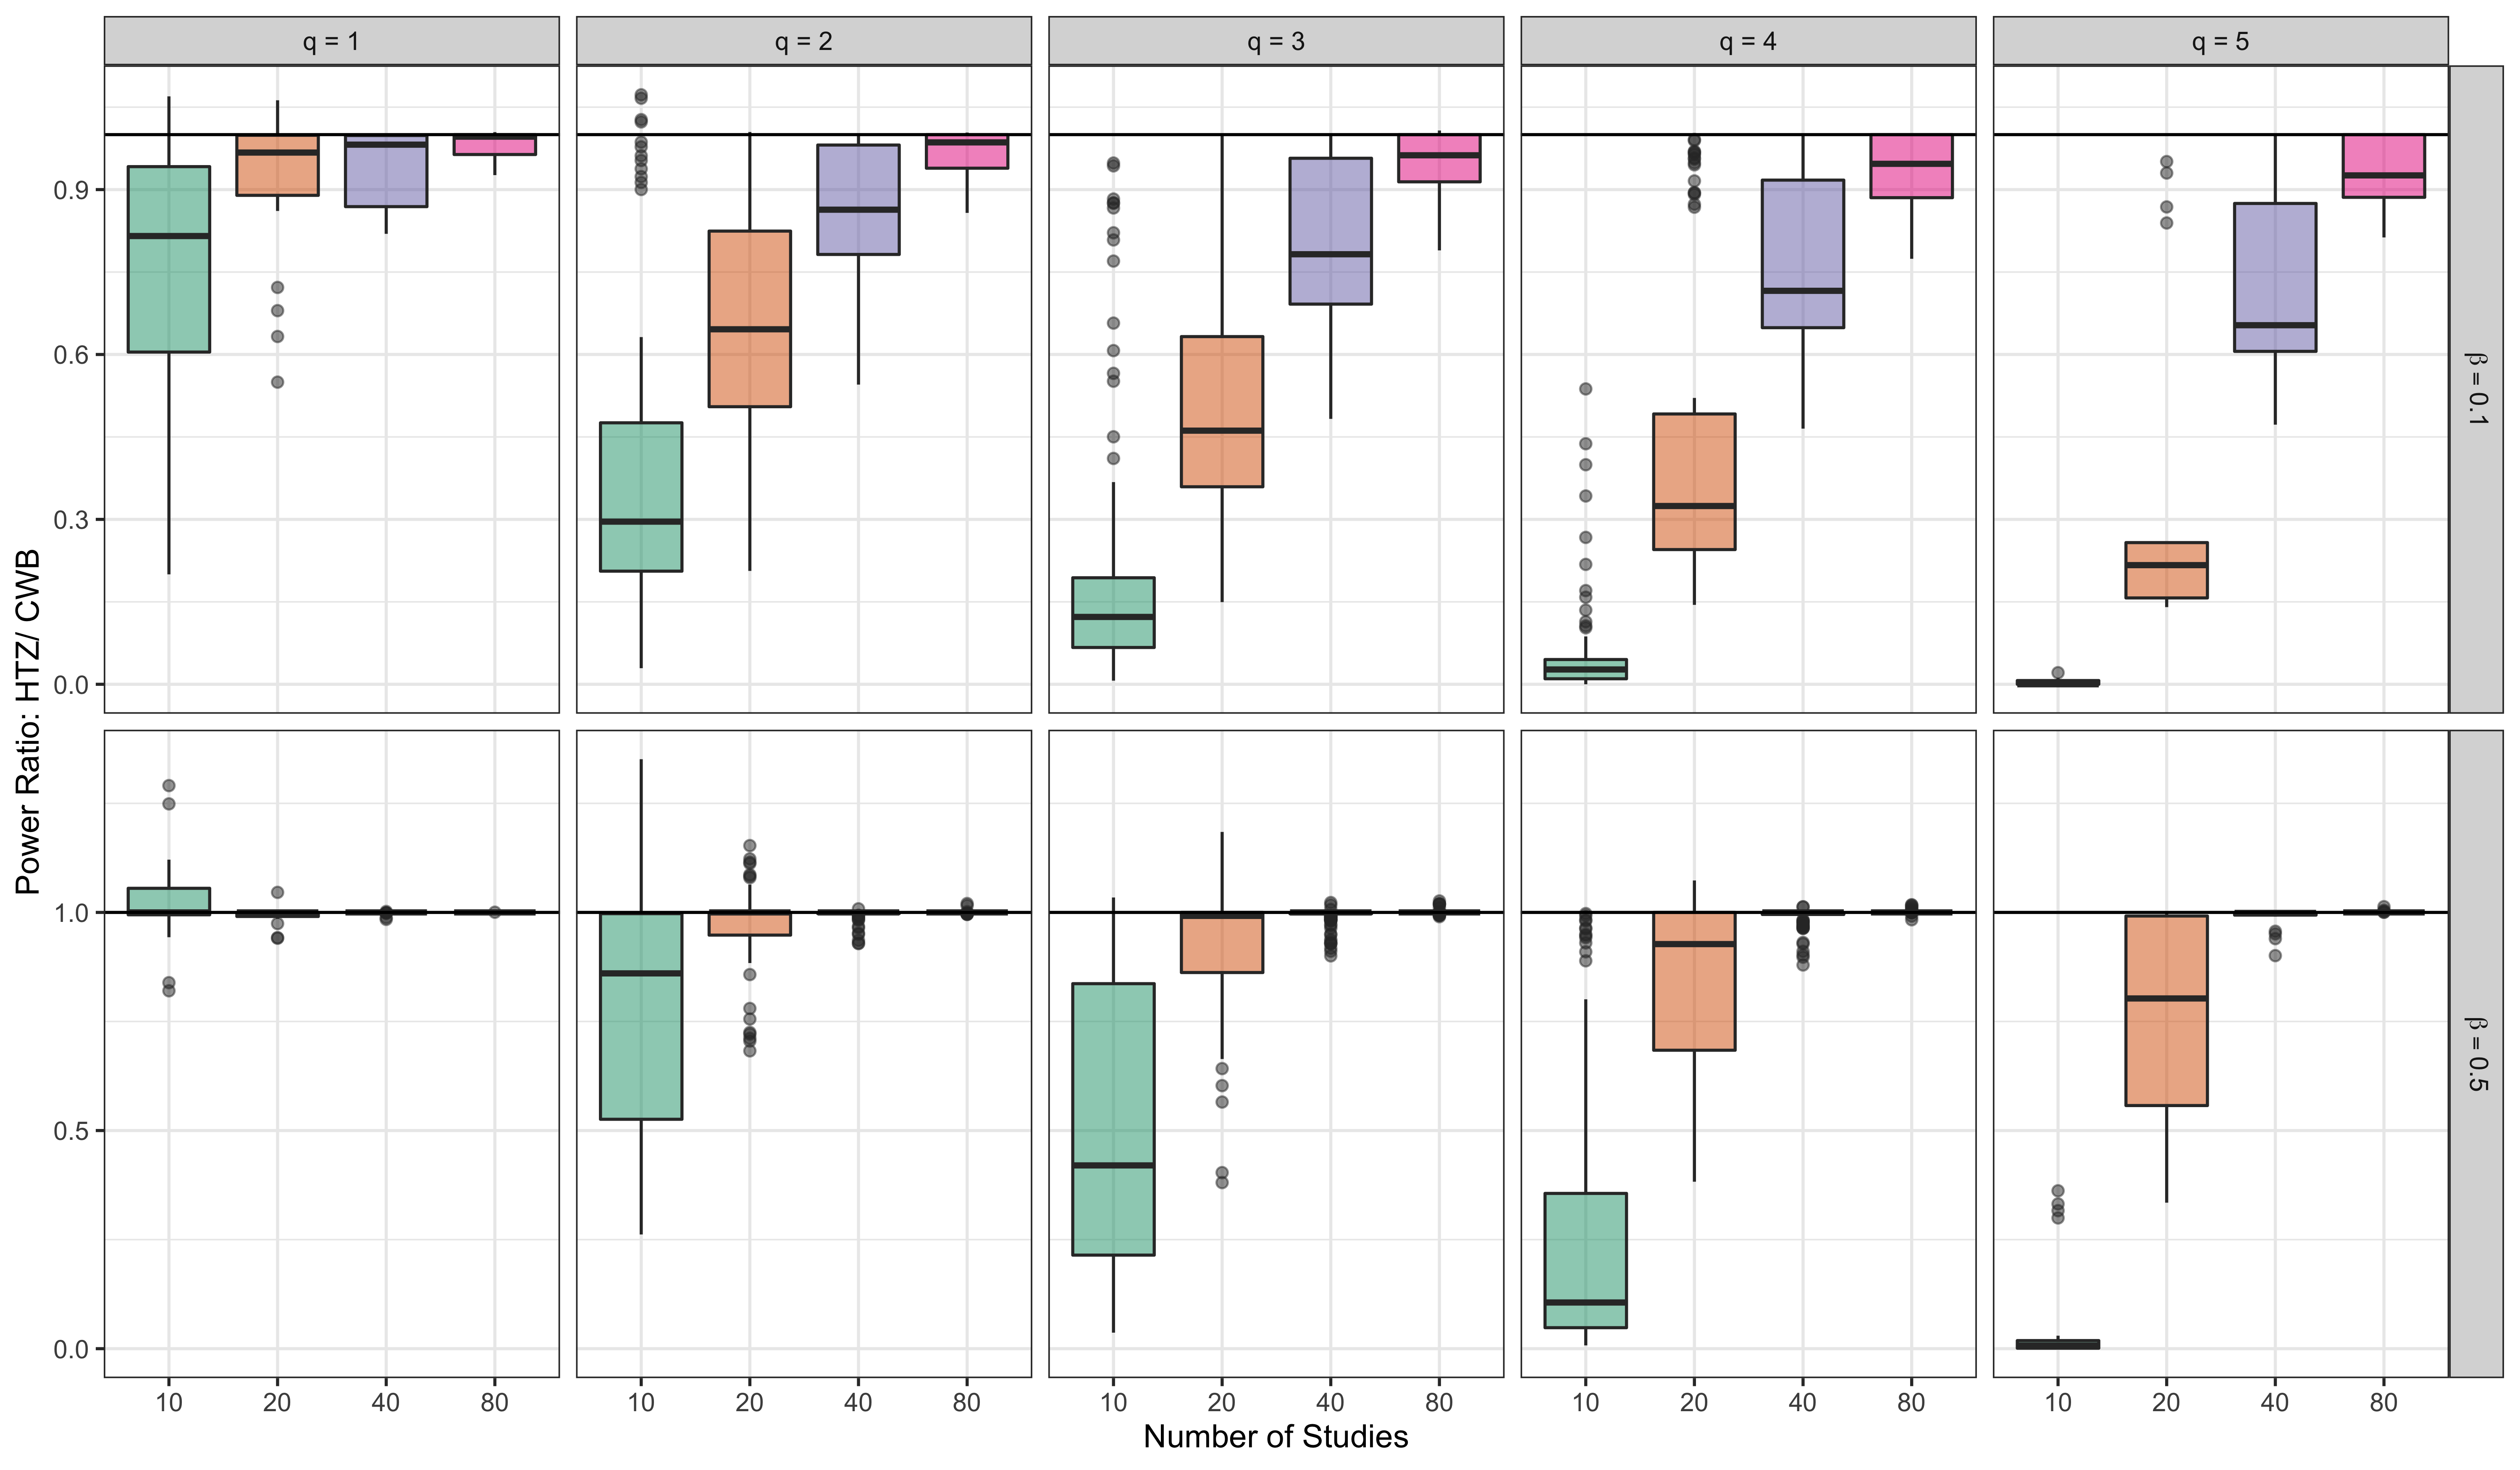 q = 1
q = 2
q = 3
q = 4
q = 5
Power Ratio: HTZ/ CWB
0.9
0.6
0.3
0.0
β = 0.1
1.0
0.5
0.0
β = 0.5
10 20 40 80
10 20 40 80
10 20 40 80
10 20 40 80
10 20 40 80
Number of Studies